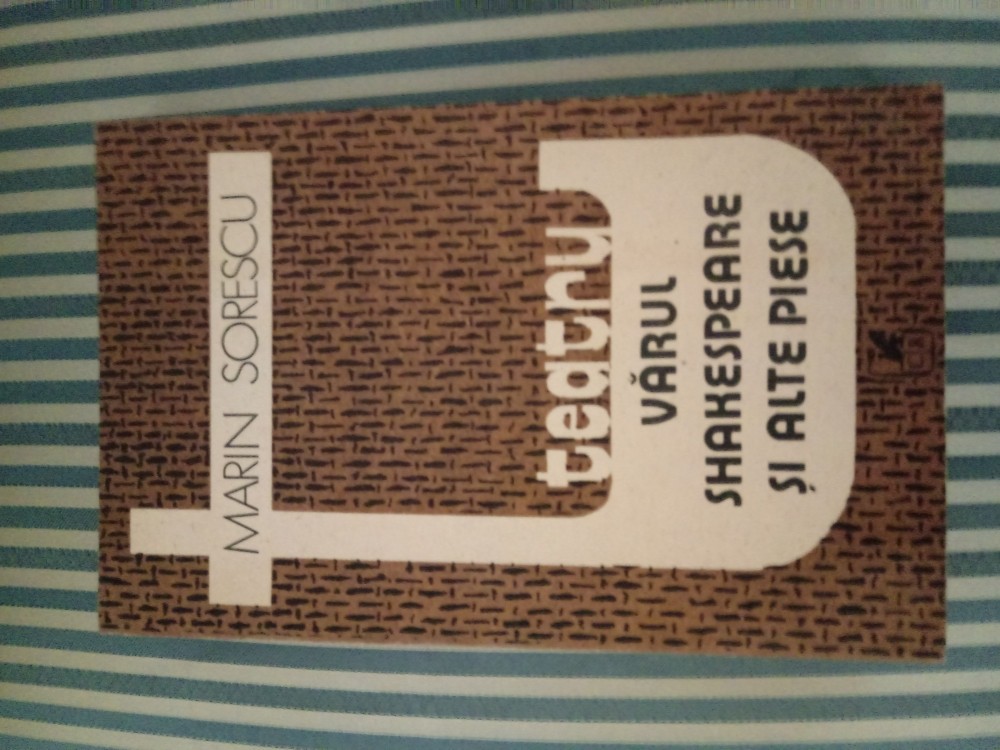 MARIN SORESCU
teatru
VĂRUL
SHAKESPEARE
ȘI ALTE PIESE